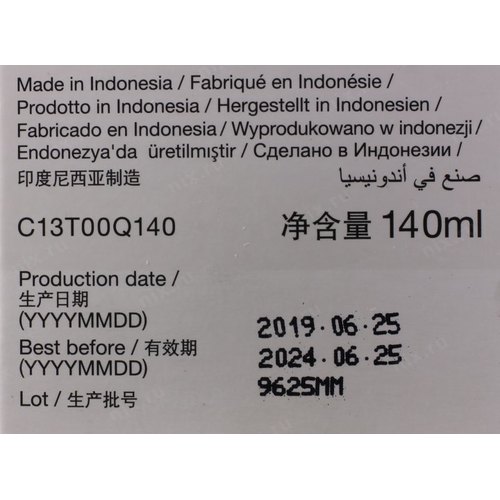 Made in Indonesia / Fabriqué en Indonésie /
Prodotto in Indonesia / Hergestellt in Indonesien /
Fabricado en Indonesia / Wyprodukowano w indonezji /
Endonezya'da üretilmiştir / Сделано в Индонезии /
印度尼西亚制造 صنع في أندونيسيا
C13T00Q140 净含量 140ml
Production date /
生产日期
(YYYYMMDD) 2019.06.25
Best before / 有效期
(YYYYMMDD) 2024.06.25
Lot / 生产批号 9625MM